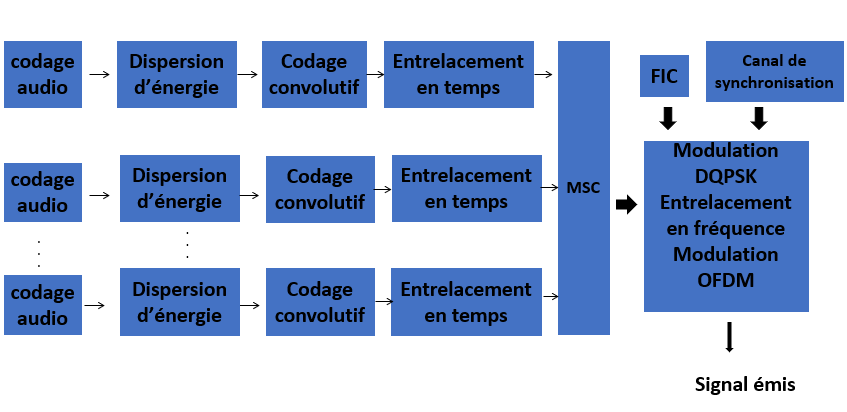 codage
audio
Dispersion
d'énergie
Codage
convolutif
Entrelacement
en temps
MSC
FIC
Canal de
synchronisation
codage
audio
Dispersion
d'énergie
Codage
convolutif
Entrelacement
en temps
Modulation
DQPSK
Entrelacement
en fréquence
Modulation
OFDM
codage
audio
Dispersion
d'énergie
Codage
convolutif
Entrelacement
en temps
Signal émis